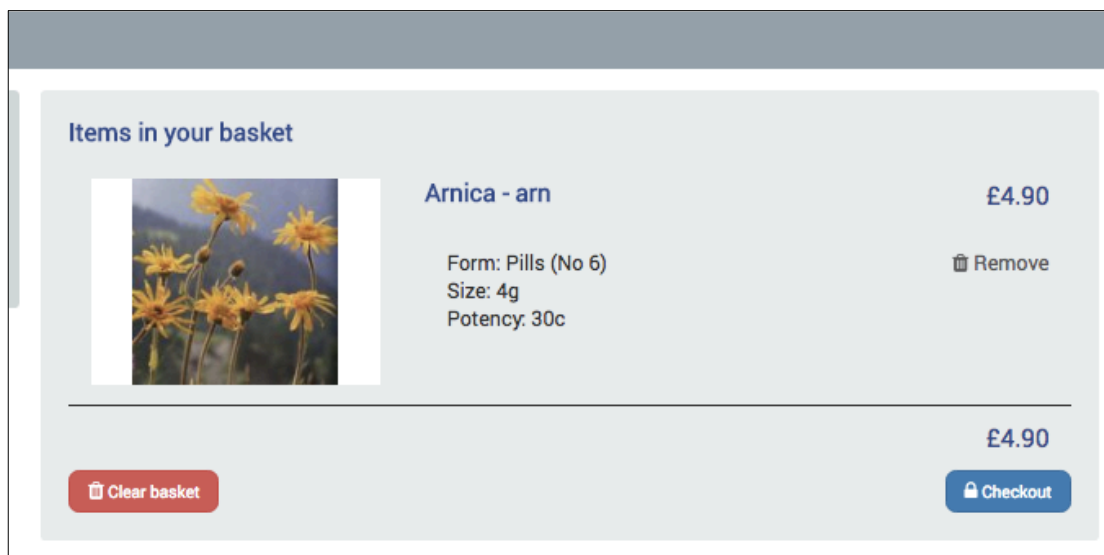 Items in your basket
Arnica - arn
£4.90
Form: Pills (No 6)
Remove
Size: 4g
Potency: 30c
£4.90
Clear basket
Checkout